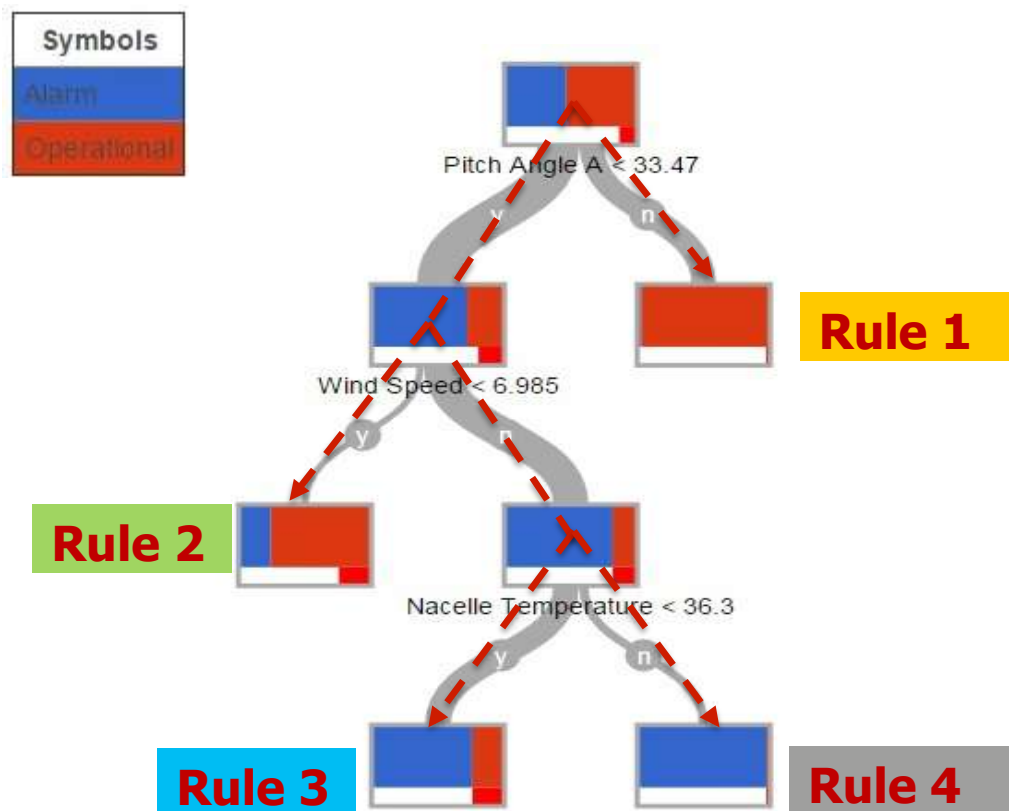 Symbols
Alarm
Operational
Pitch Angle A < 33.47
y
n
Rule 1
Wind Speed < 6.985
y
n
Rule 2
Nacelle Temperature < 36.3
y
n
Rule 3
Rule 4